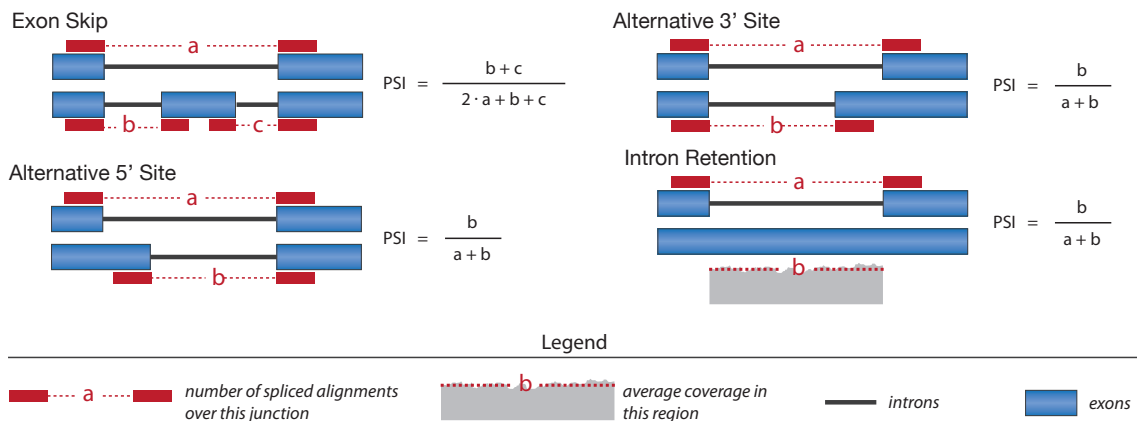 Exon Skip
a
b
c
PSI = b + c
2 · a + b + c
Alternative 5' Site
a
b
PSI = b
a + b
Alternative 3' Site
a
b
PSI = b
a + b
Intron Retention
a
b
PSI = b
a + b
Legend
a
number of spliced alignments
over this junction
b
average coverage in
this region
introns
exons